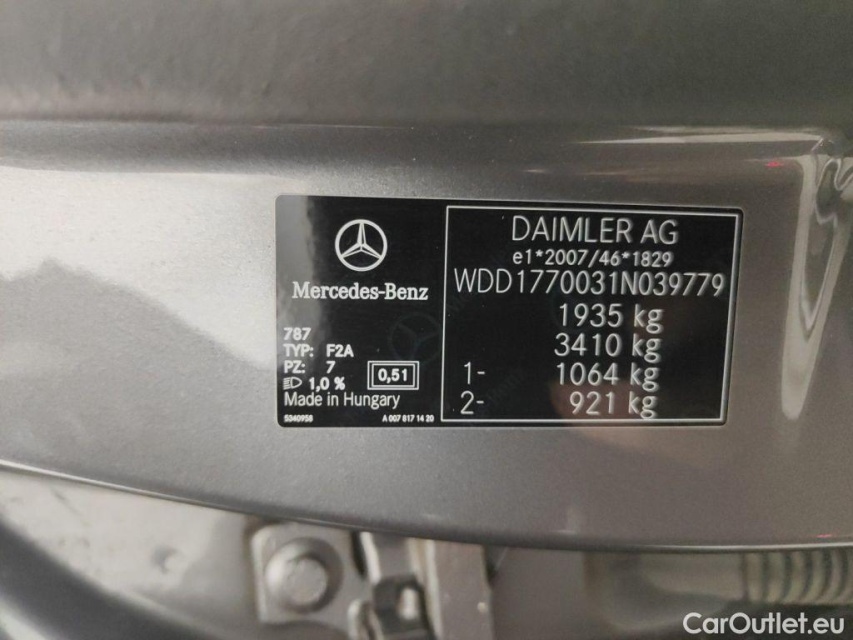 Mercedes-Benz
787
TYP: F2A
PZ: 7
1,0 %
0,51
Made in Hungary
5340958
A 007 817 14 20
DAIMLER AG
e1*2007/46*1829
WDD1770031N039779
1935 kg
3410 kg
1- 1064 kg
2- 921 kg
CarOutlet.eu